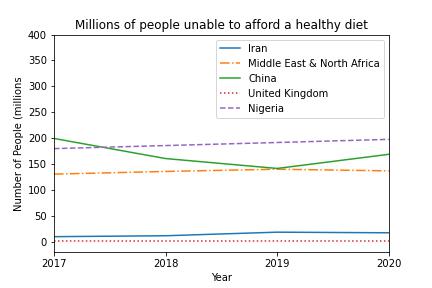 Millions of people unable to afford a healthy diet
400
350
300
250
200
150
100
50
0
Number of People (millions
Iran
Middle East & North Africa
China
United Kingdom
Nigeria
2017
2018
2019
2020
Year